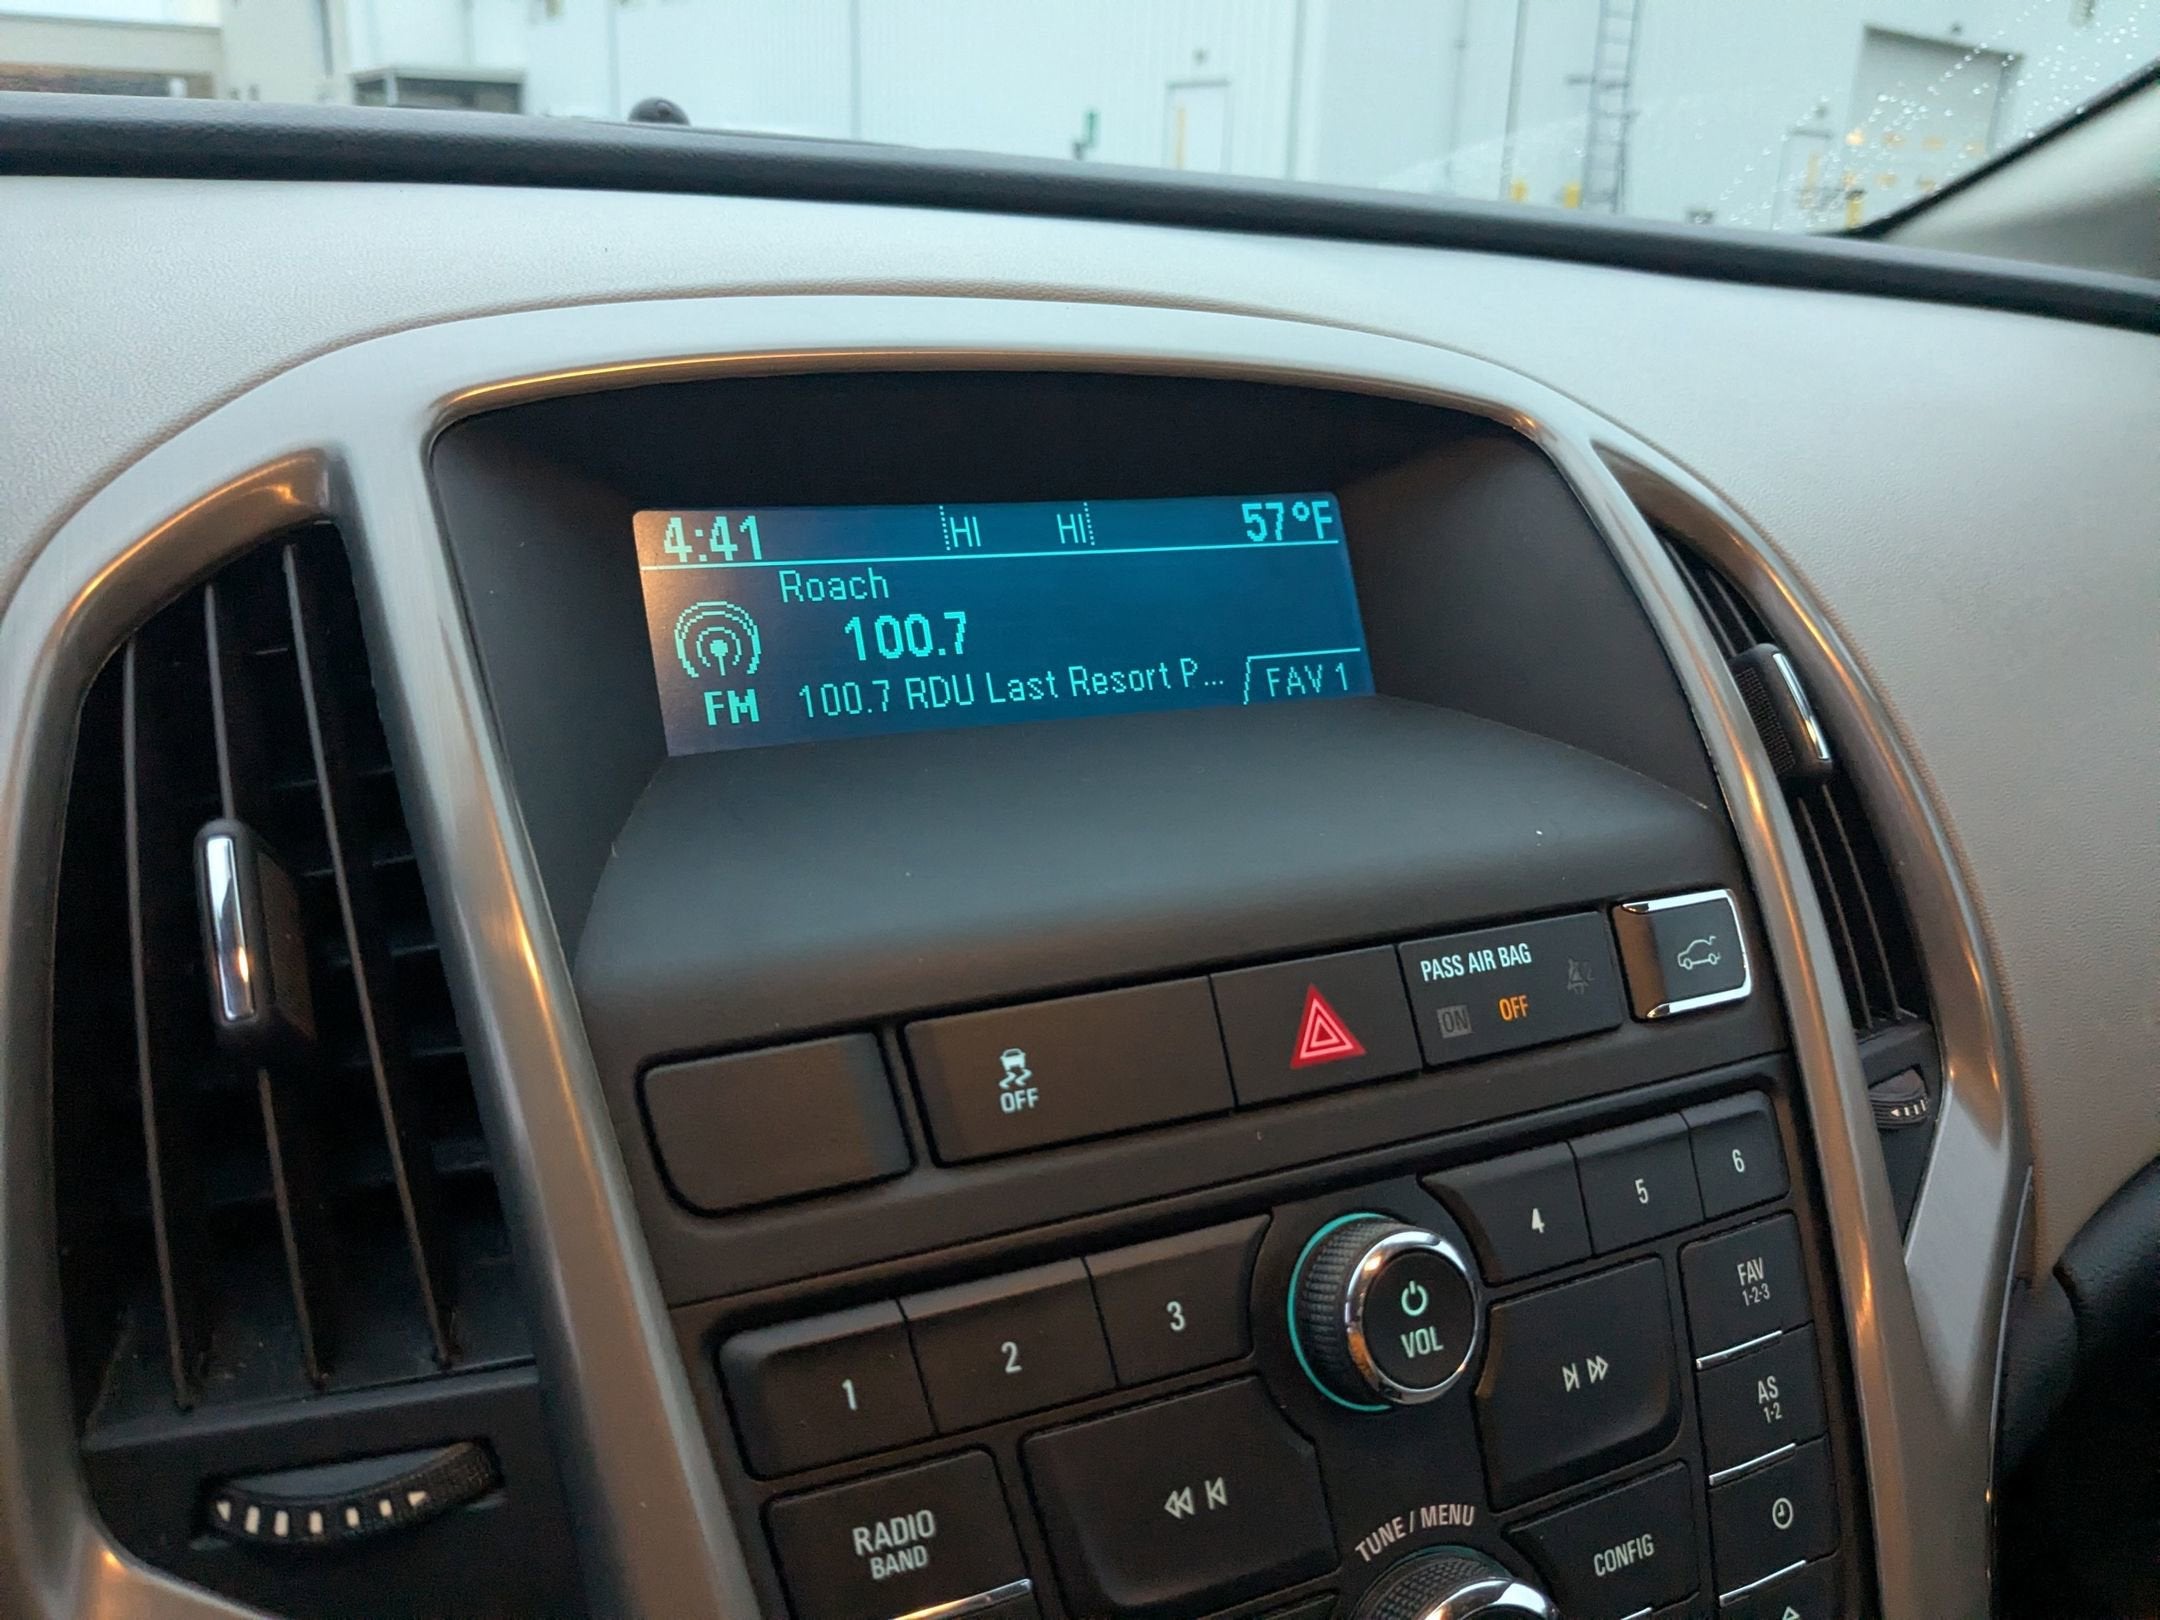 4:41 HI HI 57°F
Roach
100.7
FM 100.7 RDU Last Resort P... FAV 1
PASS AIR BAG
ON OFF
OFF
4 5 6
1 2 3
VOL
FAV
1-2-3
AS
1-2
RADIO
BAND
TUNE / MENU
CONFIG